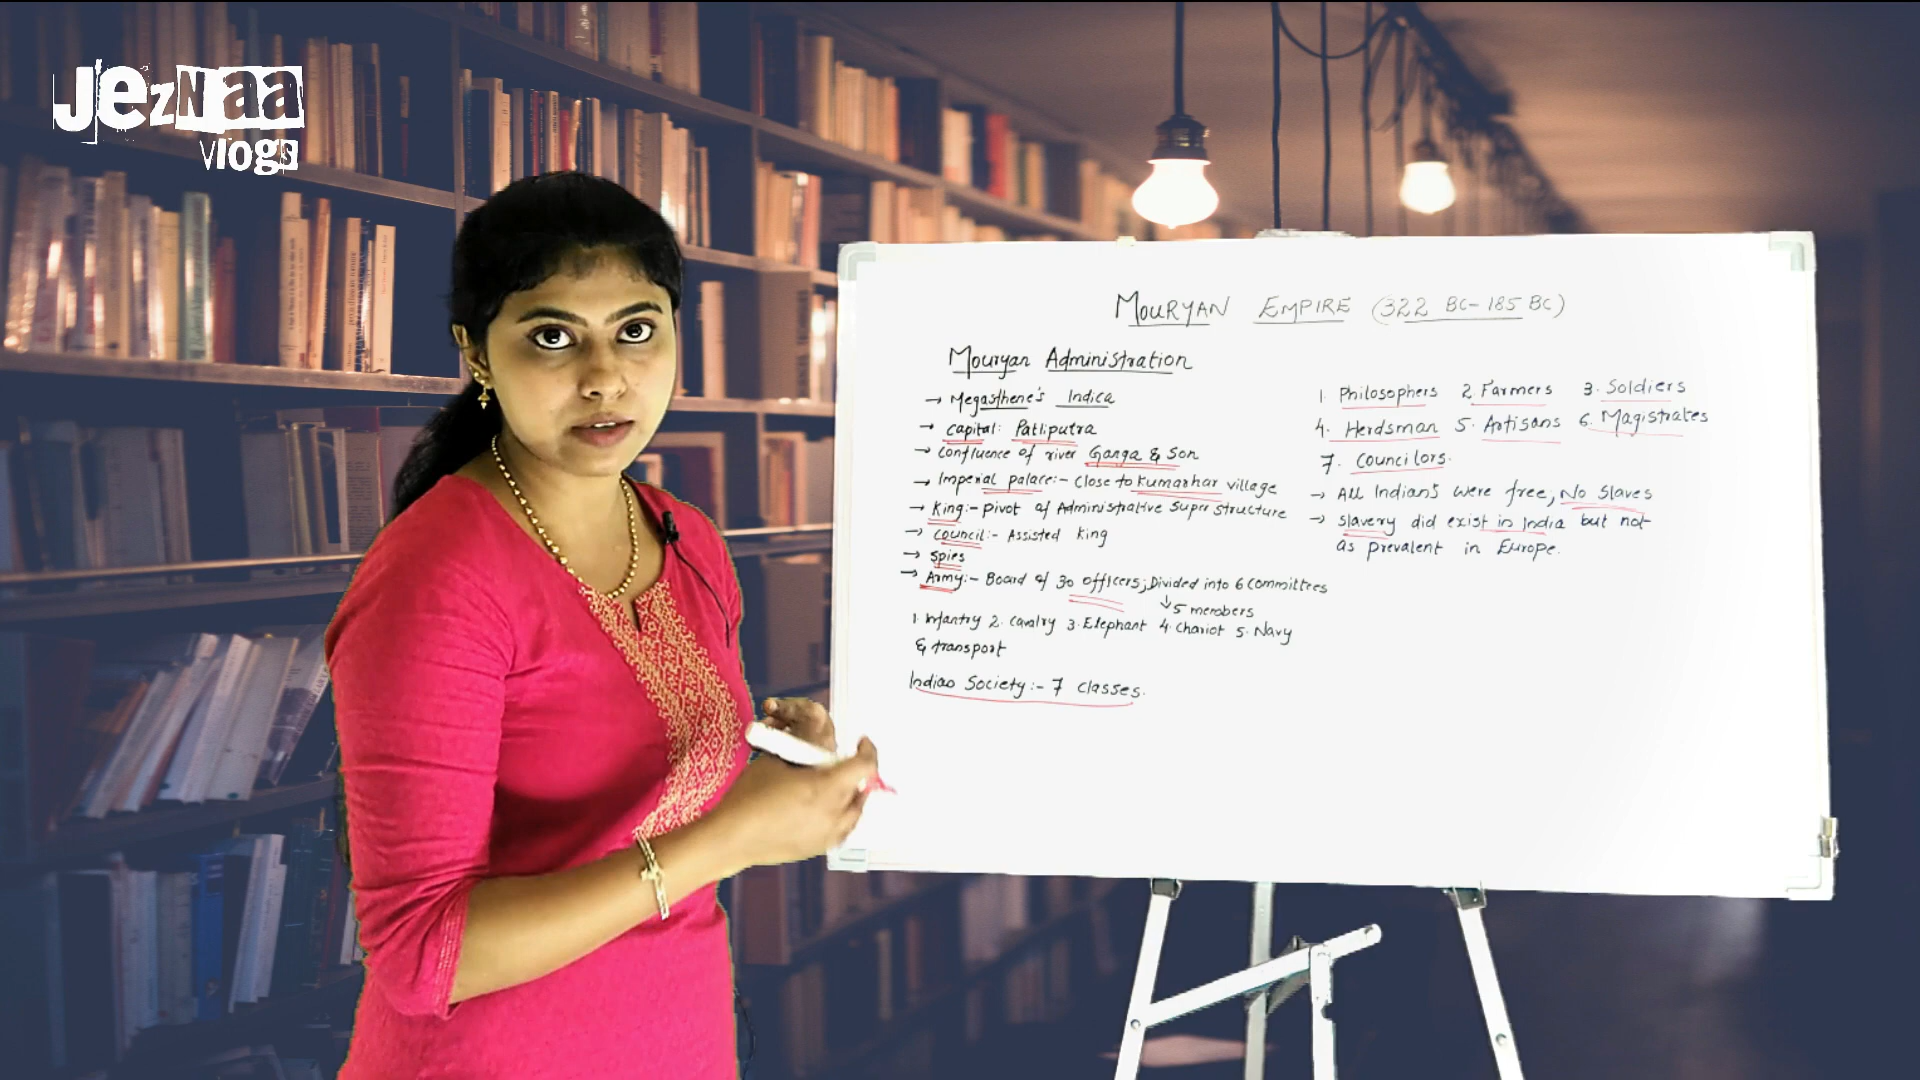 Jeznaa
vlogs
MOURYAN EMPIRE (322 BC-185 BC)
Mouryan Administration
→ Megasthene's Indica
→ capital: Patliputra
→ confluence of river Ganga & Son
→ Imperial palace:- Close to Kumarhar village
→ King:- pivot of Administrative Super structure
→ council:- Assisted king
→ spies
→ Army:- Board of 30 officers; Divided into 6 committees
↓ 5 members
1. Infantry 2. Cavalry 3. Elephant 4. Chariot 5. Navy
& transport
Indian Society:- 7 classes.
1. Philosophers 2. Farmers 3. Soldiers
4. Herdsman 5. Artisans 6. Magistrates
7. Councilors.
→ All Indian's were free, No slaves
→ slavery did exist in India but not
as prevalent in Europe.